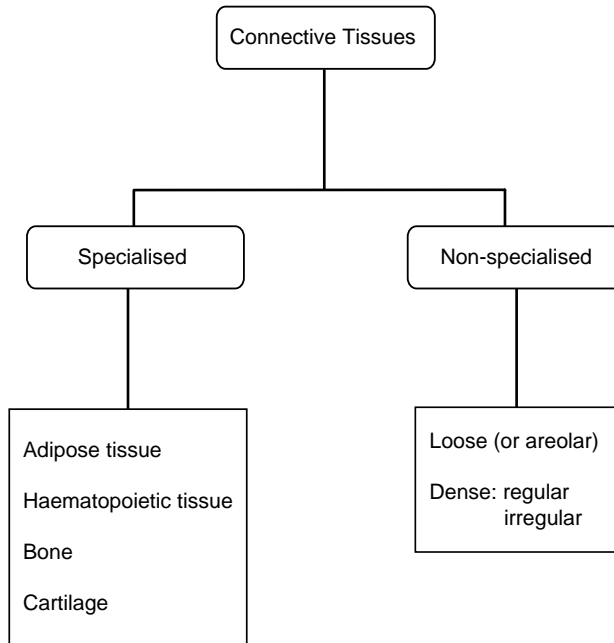 Connective Tissues
Specialised
Non-specialised
Adipose tissue
Haematopoietic tissue
Bone
Cartilage
Loose (or areolar)
Dense: regular
irregular